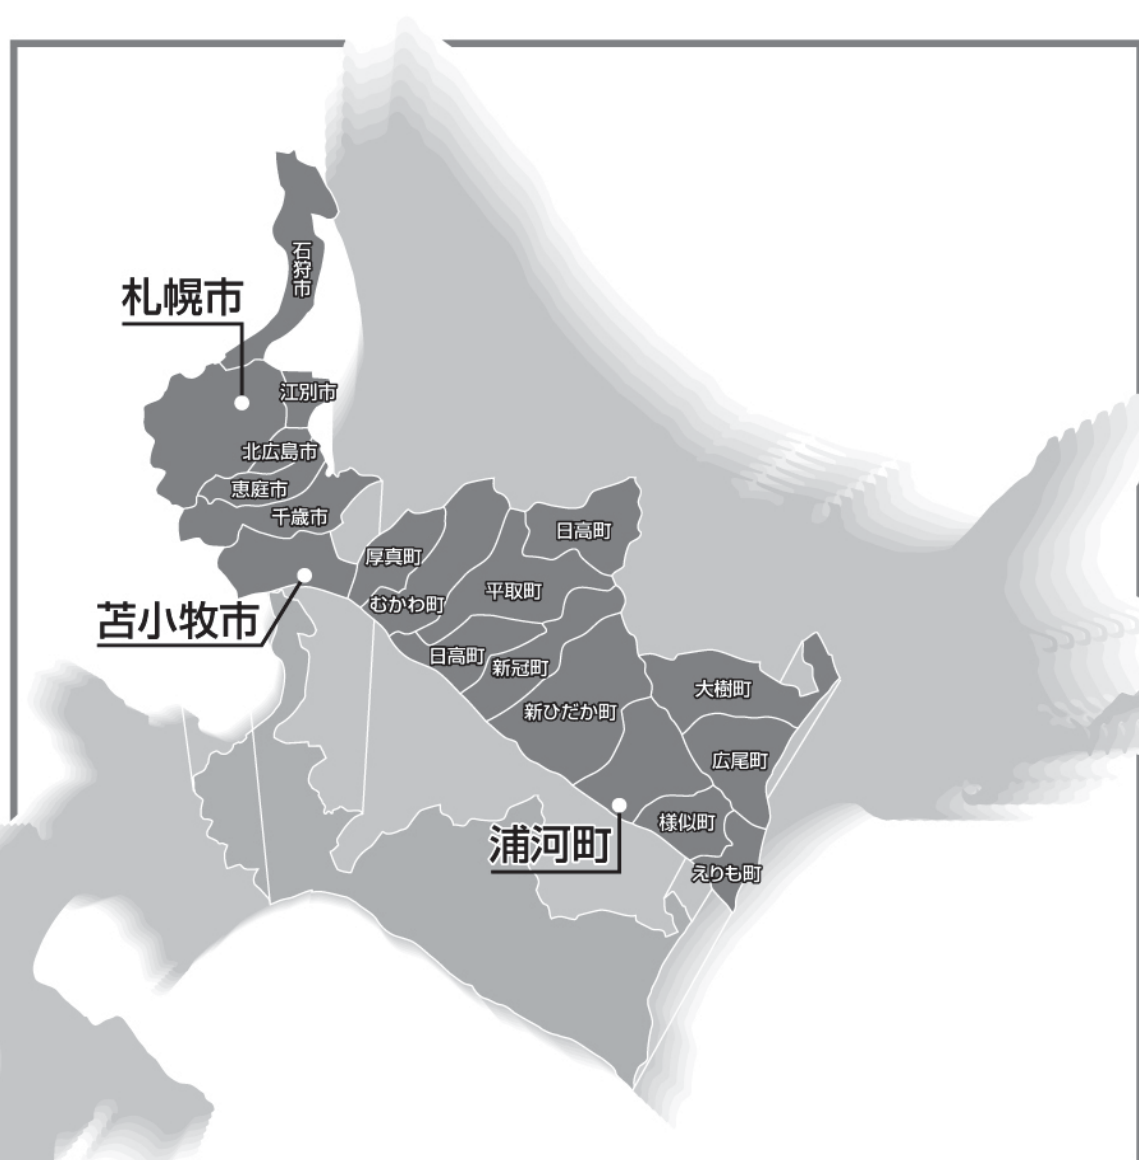 石狩市
札幌市
江別市
北広島市
恵庭市
千歳市
苫小牧市
厚真町
むかわ町
日高町
平取町
日高町
新冠町
新ひだか町
大樹町
広尾町
浦河町
様似町
えりも町